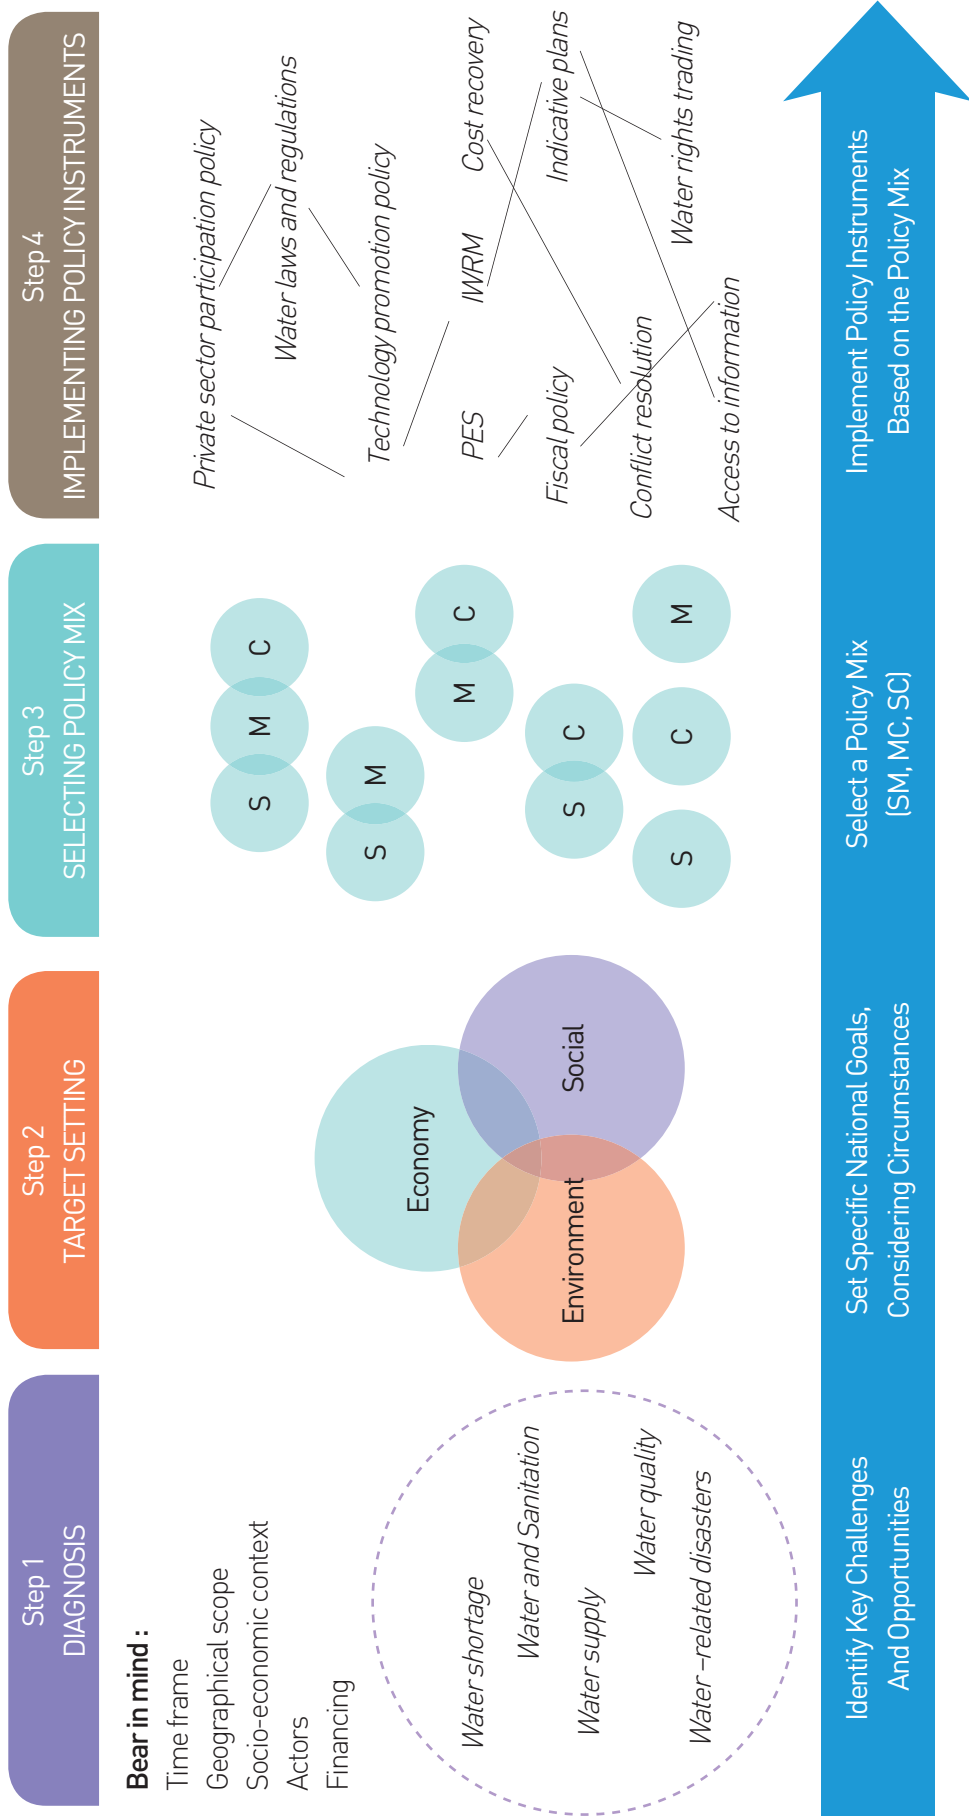 Step 1
DIAGNOSIS
Bear in mind :
Time frame
Geographical scope
Socio-economic context
Actors
Financing
Water shortage
Water and Sanitation
Water supply
Water quality
Water –related disasters
Identify Key Challenges
And Opportunities
Step 2
TARGET SETTING
Economy
Environment
Social
Set Specific National Goals,
Considering Circumstances
Step 3
SELECTING POLICY MIX
S M C
S M
M C
S C
S C M
Select a Policy Mix
(SM, MC, SC)
Step 4
IMPLEMENTING POLICY INSTRUMENTS
Private sector participation policy
Water laws and regulations
Technology promotion policy
PES IWRM Cost recovery
Fiscal policy Indicative plans
Conflict resolution
Water rights trading
Access to information
Implement Policy Instruments
Based on the Policy Mix